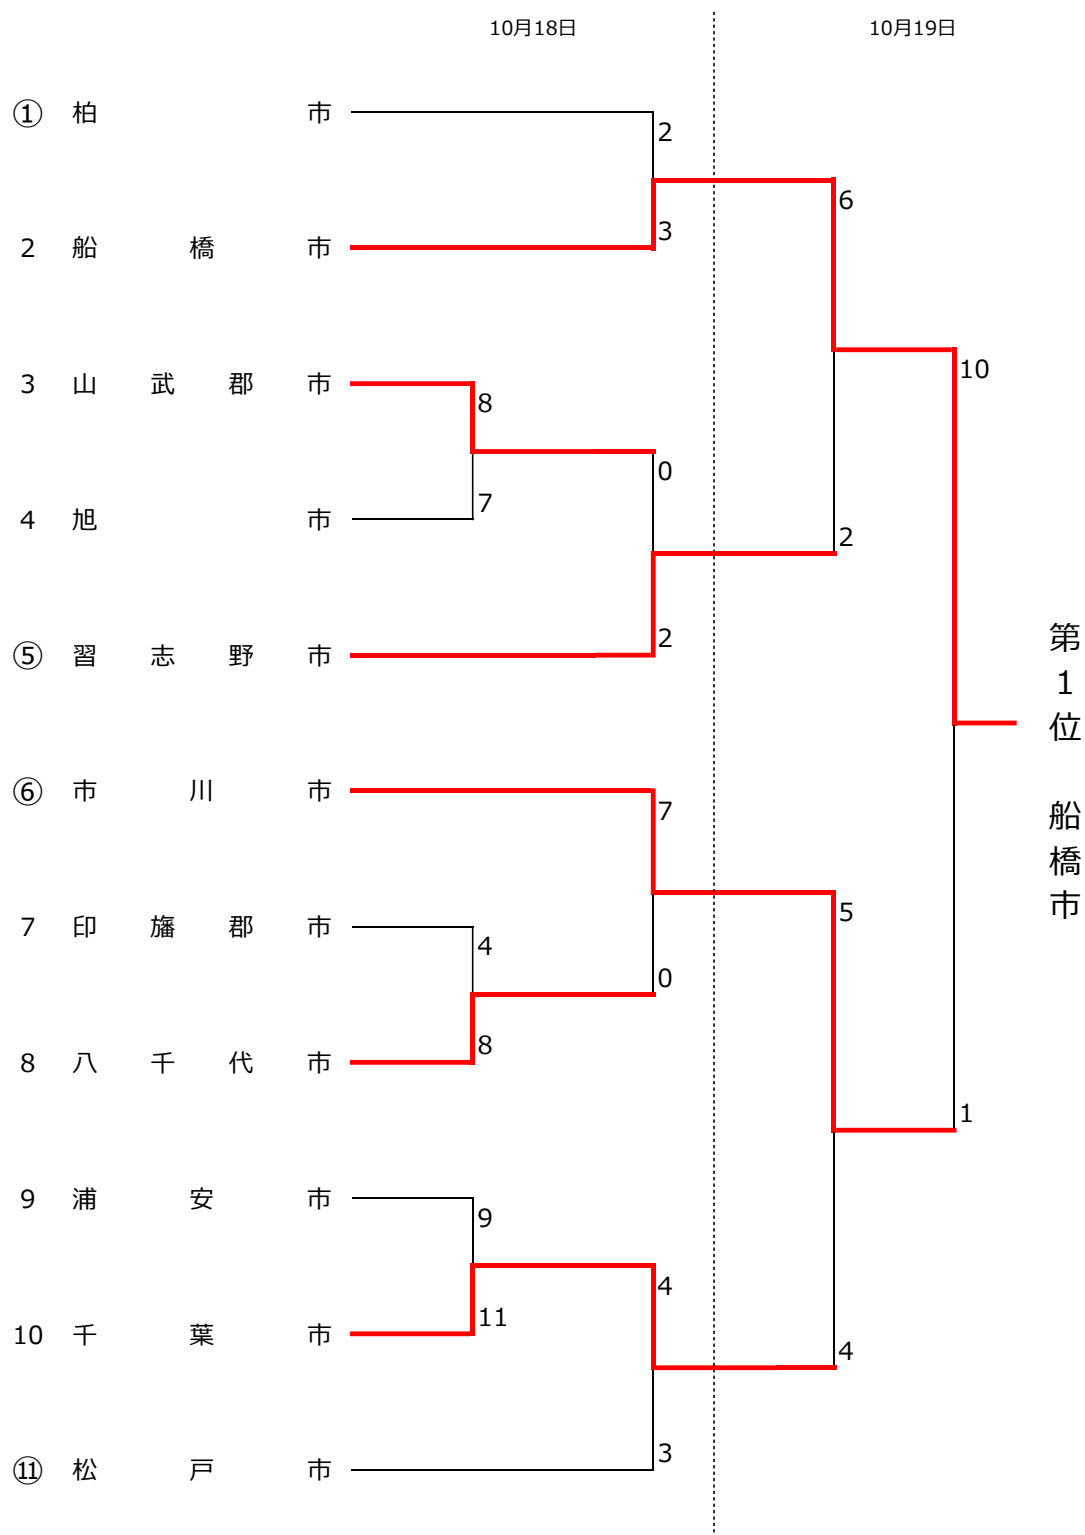 10月18日 10月19日
① 柏市
2
6
2 船橋市
3
10
3 山武郡市
8
0
7
4 旭市
2
2
⑤ 習志野市
第1位 船橋市
⑥ 市川市
7
5
7 印旛郡市
4
0
8 八千代市
8
1
9 浦安市
9
4
11
10 千葉市
4
3
⑪ 松戸市